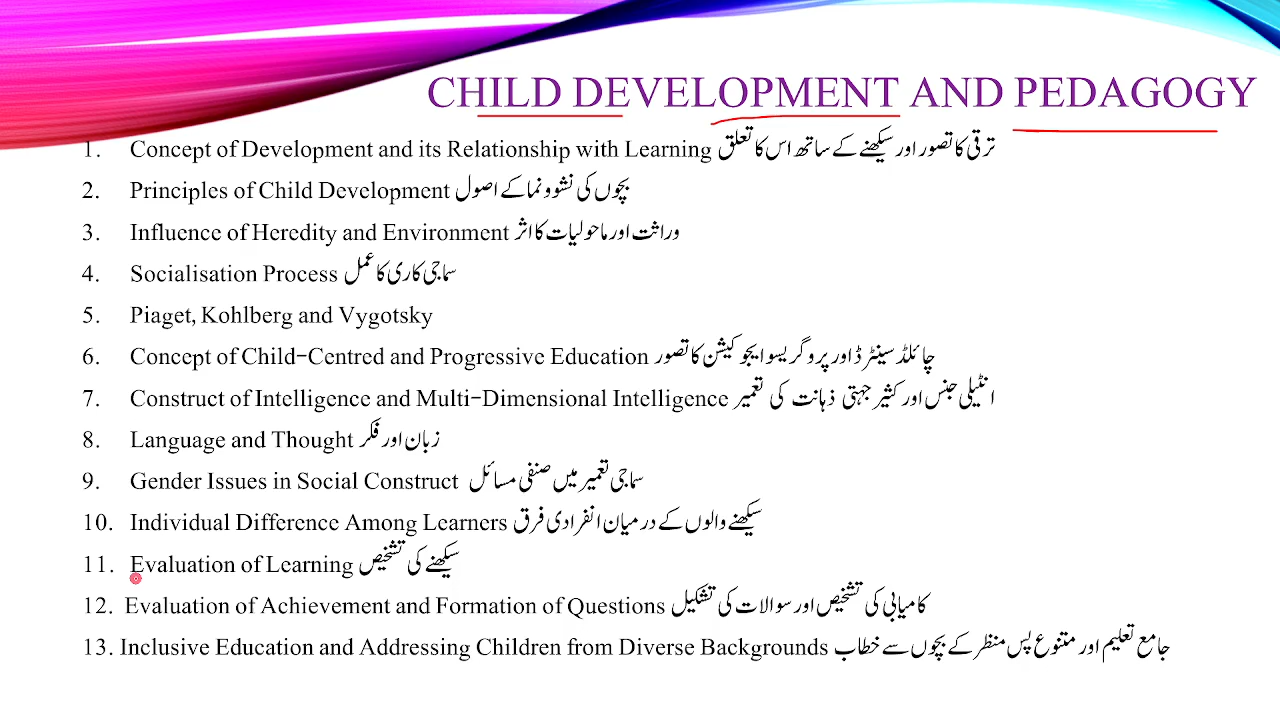 CHILD DEVELOPMENT AND PEDAGOGY
1. Concept of Development and its Relationship with Learning ترقی کا تصور اور سیکھنے کے ساتھ اس کا تعلق
2. Principles of Child Development بچوں کی نشوونما کے اصول
3. Influence of Heredity and Environment وراثت اور ماحولیات کا اثر
4. Socialisation Process سماجی کاری کا عمل
5. Piaget, Kohlberg and Vygotsky
6. Concept of Child-Centred and Progressive Education چائلڈ سینٹرڈ اور پروگریسو ایجوکیشن کا تصور
7. Construct of Intelligence and Multi-Dimensional Intelligence انٹیلی جنس اور کثیر جہتی ذہانت کی تعمیر
8. Language and Thought زبان اور فکر
9. Gender Issues in Social Construct سماجی تعمیر میں صنفی مسائل
10. Individual Difference Among Learners سیکھنے والوں کے درمیان انفرادی فرق
11. Evaluation of Learning سیکھنے کی تشخیص
12. Evaluation of Achievement and Formation of Questions کامیابی کی تشخیص اور سوالات کی تشکیل
13. Inclusive Education and Addressing Children from Diverse Backgrounds جامع تعلیم اور متنوع پس منظر کے بچوں سے خطاب